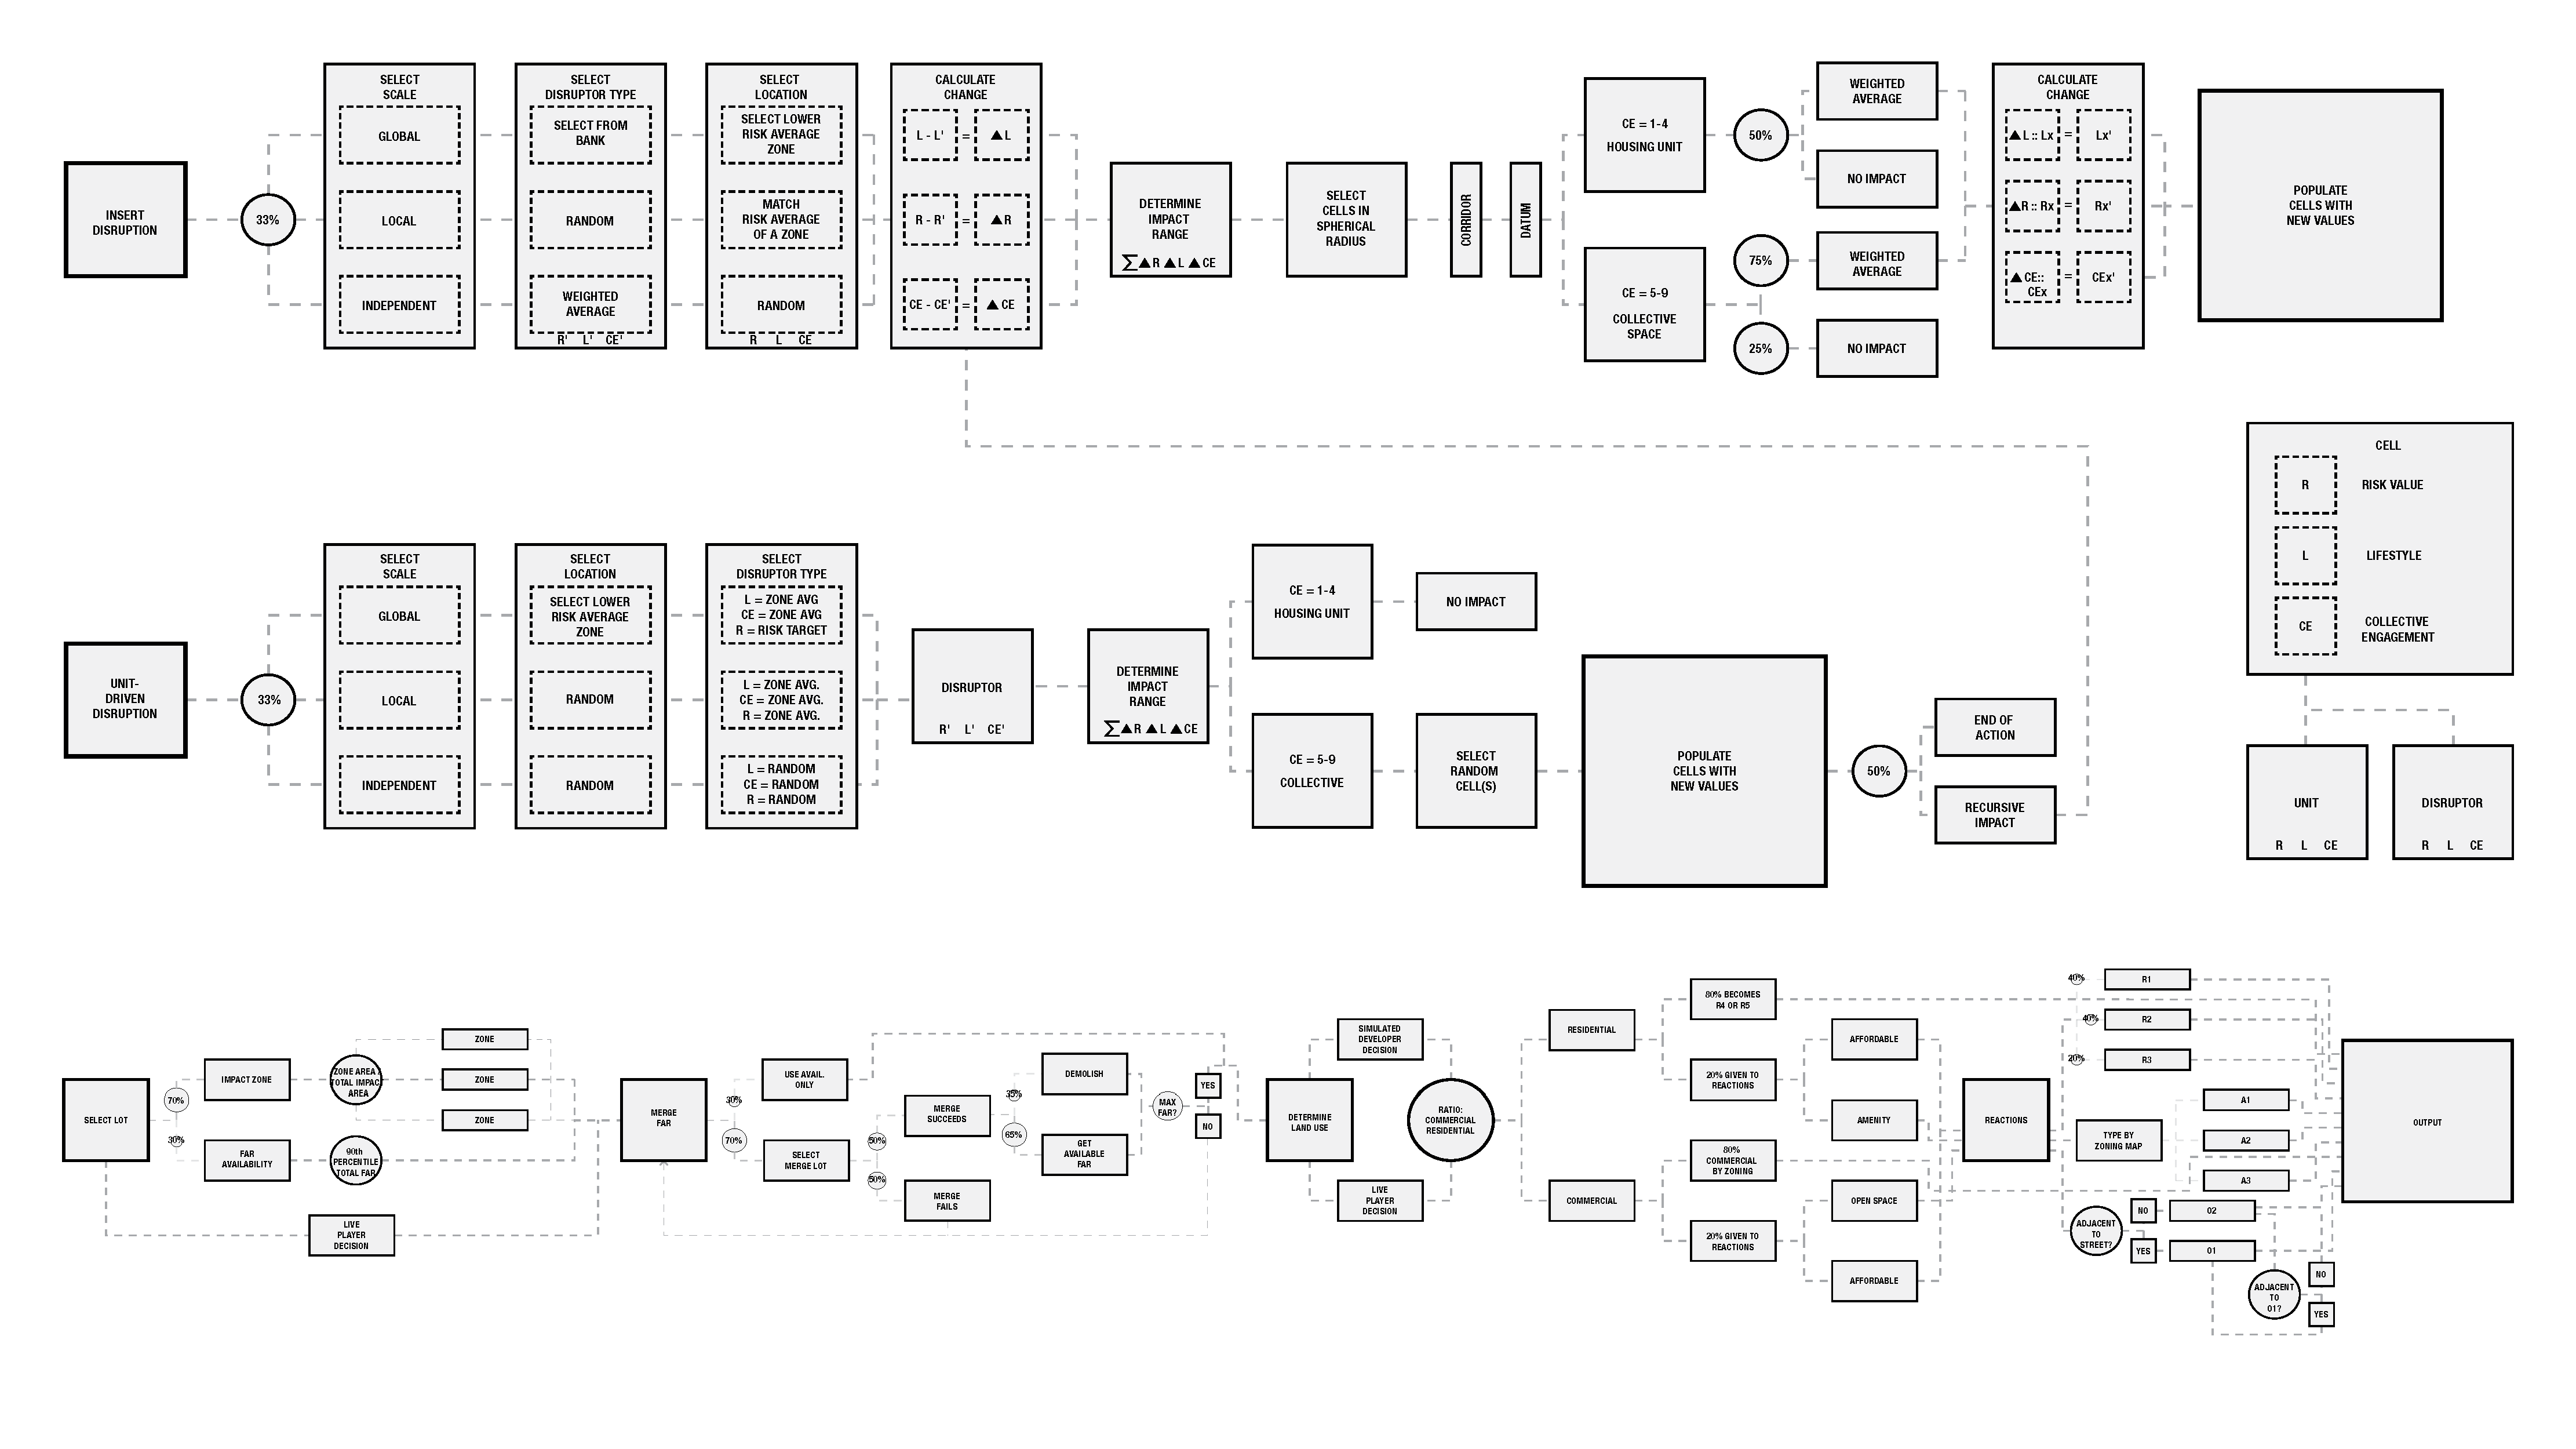 INSERT
DISRUPTION
33%
SELECT
SCALE
GLOBAL
LOCAL
INDEPENDENT
SELECT
DISRUPTOR TYPE
SELECT FROM
BANK
RANDOM
WEIGHTED
AVERAGE
R' L' CE'
SELECT
LOCATION
SELECT LOWER
RISK AVERAGE
ZONE
MATCH
RISK AVERAGE
OF A ZONE
RANDOM
R L CE
CALCULATE
CHANGE
L - L' = ▲L
R - R' = ▲R
CE - CE' = ▲CE
DETERMINE
IMPACT
RANGE
∑▲R ▲L ▲CE
SELECT
CELLS IN
SPHERICAL
RADIUS
CORRIDOR
DATUM
CE = 1-4
HOUSING UNIT
50%
WEIGHTED
AVERAGE
NO IMPACT
CE = 5-9
COLLECTIVE
SPACE
75%
WEIGHTED
AVERAGE
25%
NO IMPACT
CALCULATE
CHANGE
▲L :: Lx = Lx'
▲R :: Rx = Rx'
▲CE::
CEx
= CEx'
POPULATE
CELLS WITH
NEW VALUES
CELL
R RISK VALUE
L LIFESTYLE
CE COLLECTIVE
ENGAGEMENT
UNIT
R L CE
DISRUPTOR
R L CE
UNIT-
DRIVEN
DISRUPTION
33%
SELECT
SCALE
GLOBAL
LOCAL
INDEPENDENT
SELECT
LOCATION
SELECT LOWER
RISK AVERAGE
ZONE
RANDOM
RANDOM
SELECT
DISRUPTOR TYPE
L = ZONE AVG
CE = ZONE AVG
R = RISK TARGET
L = ZONE AVG.
CE = ZONE AVG.
R = ZONE AVG.
L = RANDOM
CE = RANDOM
R = RANDOM
DISRUPTOR
R' L' CE'
DETERMINE
IMPACT
RANGE
∑▲R ▲L ▲CE
CE = 1-4
HOUSING UNIT
NO IMPACT
CE = 5-9
COLLECTIVE
SELECT
RANDOM
CELL(S)
POPULATE
CELLS WITH
NEW VALUES
50%
END OF
ACTION
RECURSIVE
IMPACT
SELECT LOT
70%
30%
IMPACT ZONE
FAR
AVAILABILITY
ZONE AREA /
TOTAL IMPACT
AREA
90th
PERCENTILE
TOTAL FAR
ZONE
ZONE
ZONE
LIVE
PLAYER
DECISION
MERGE
FAR
30%
70%
USE AVAIL.
ONLY
SELECT
MERGE LOT
50%
50%
MERGE
SUCCEEDS
MERGE
FAILS
35%
65%
DEMOLISH
GET
AVAILABLE
FAR
MAX
FAR?
YES
NO
DETERMINE
LAND USE
SIMULATED
DEVELOPER
DECISION
LIVE
PLAYER
DECISION
RATIO:
COMMERCIAL
RESIDENTIAL
RESIDENTIAL
COMMERCIAL
80% BECOMES
R4 OR R5
20% GIVEN TO
REACTIONS
80%
COMMERCIAL
BY ZONING
20% GIVEN TO
REACTIONS
AFFORDABLE
AMENITY
OPEN SPACE
AFFORDABLE
REACTIONS
40%
R1
40%
R2
20%
R3
TYPE BY
ZONING MAP
A1
A2
A3
ADJACENT
TO
STREET?
NO
O2
YES
O1
ADJACENT
TO
O1?
NO
YES
OUTPUT